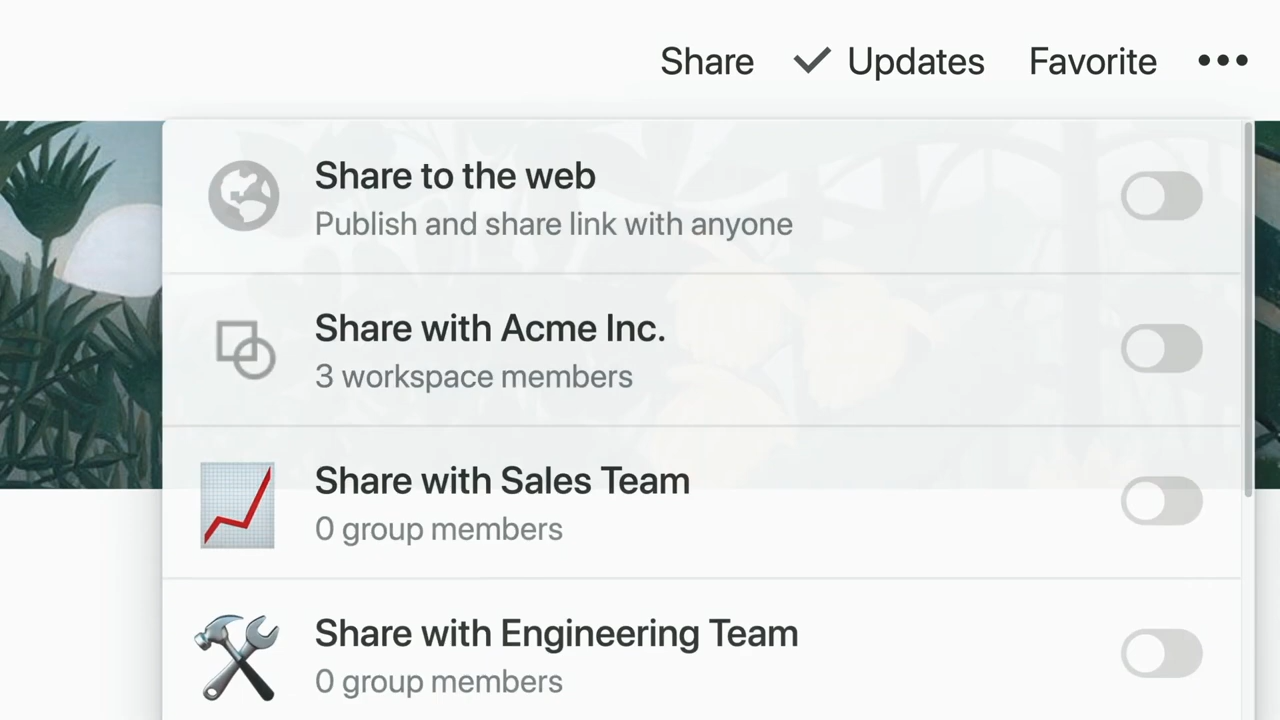 Share Updates Favorite
Share to the web
Publish and share link with anyone
Share with Acme Inc.
3 workspace members
Share with Sales Team
0 group members
Share with Engineering Team
0 group members